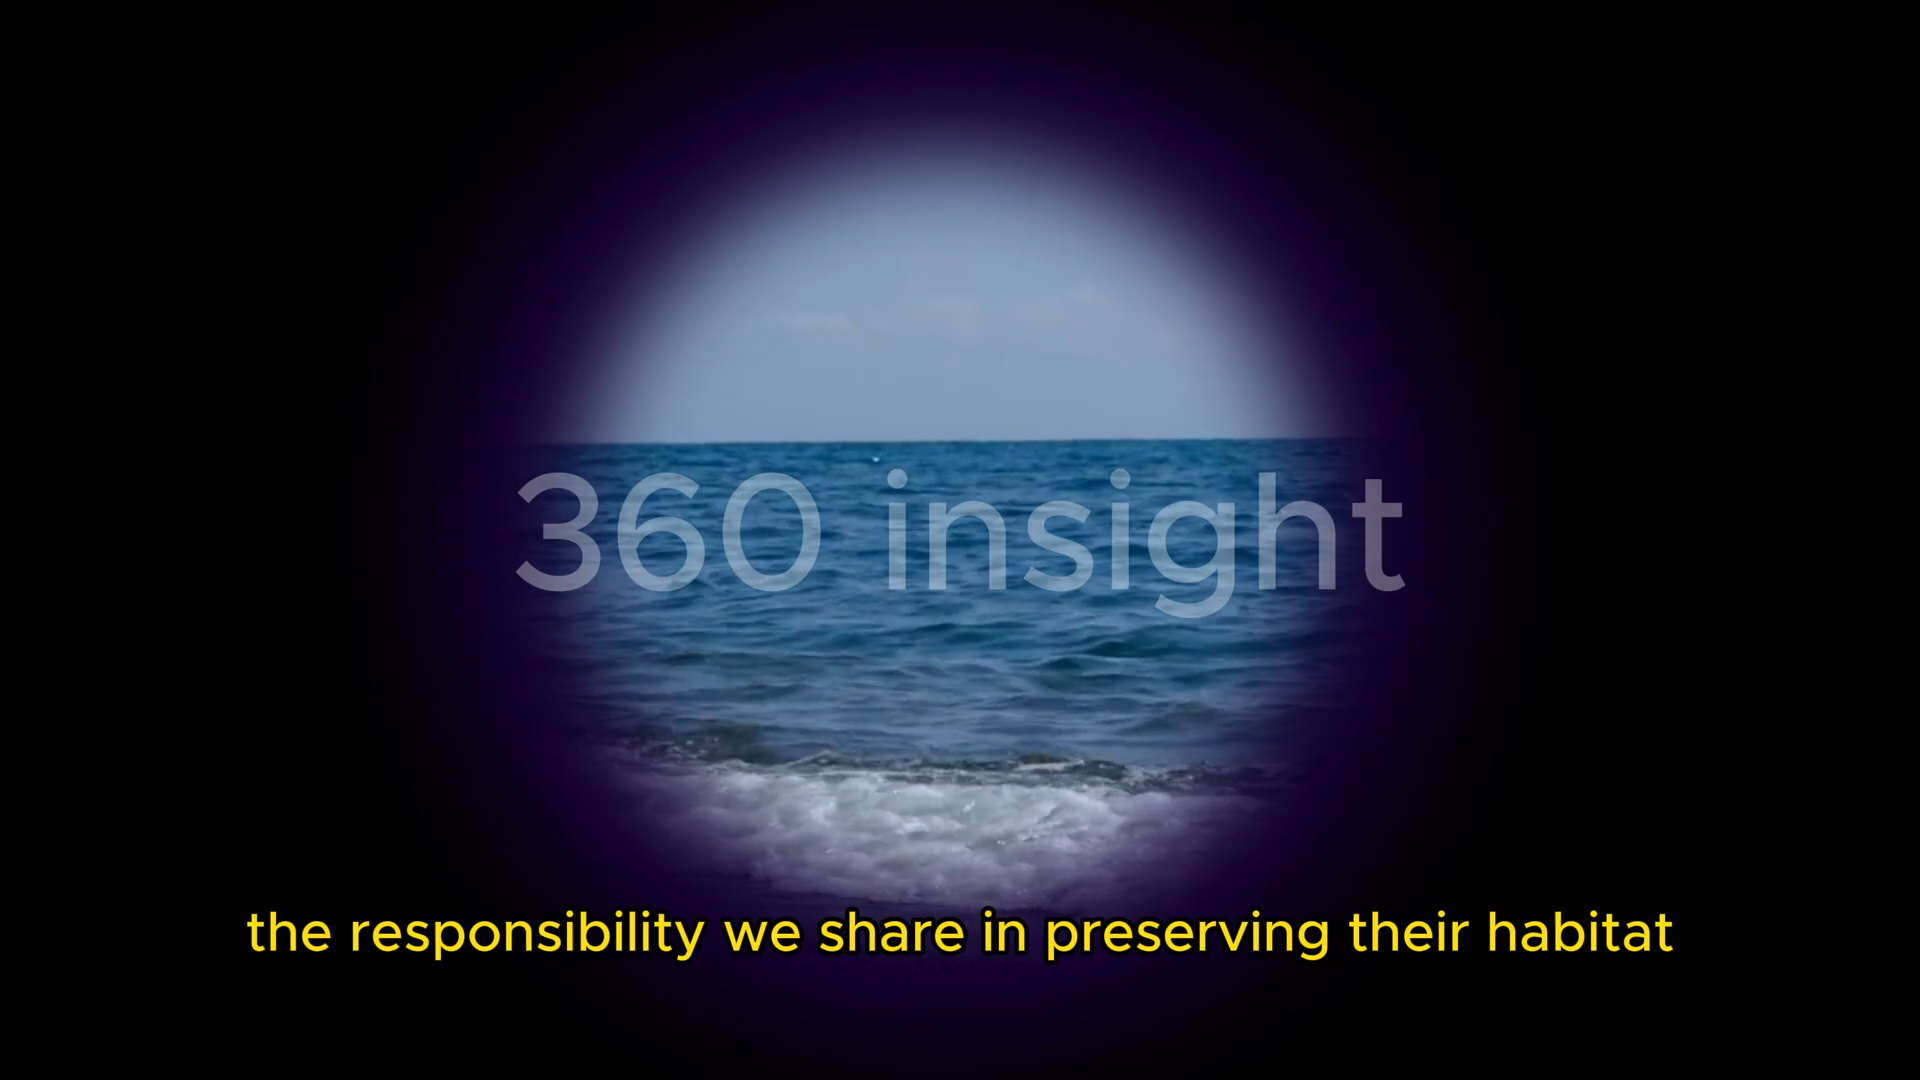 360 insight
the responsibility we share in preserving their habitat